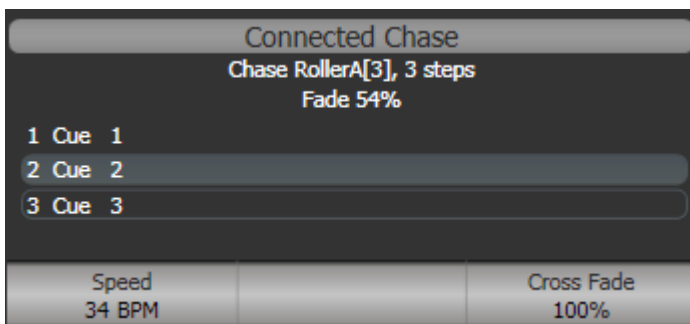 Connected Chase
Chase RollerA[3], 3 steps
Fade 54%
1 Cue 1
2 Cue 2
3 Cue 3
Speed
34 BPM
Cross Fade
100%